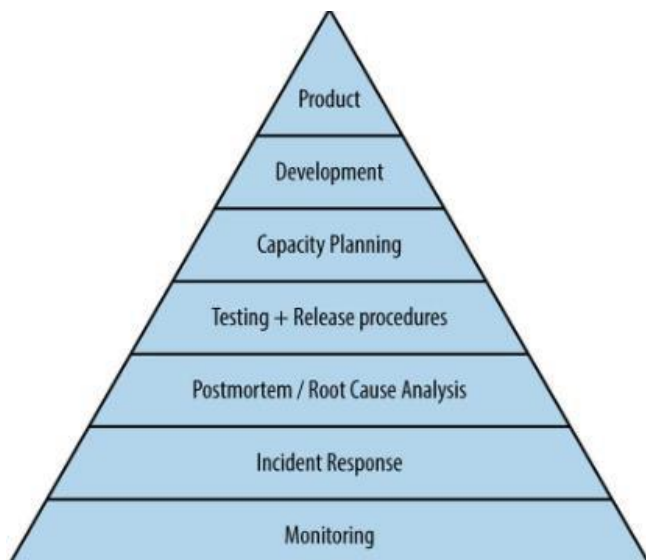 Product
Development
Capacity Planning
Testing + Release procedures
Postmortem / Root Cause Analysis
Incident Response
Monitoring